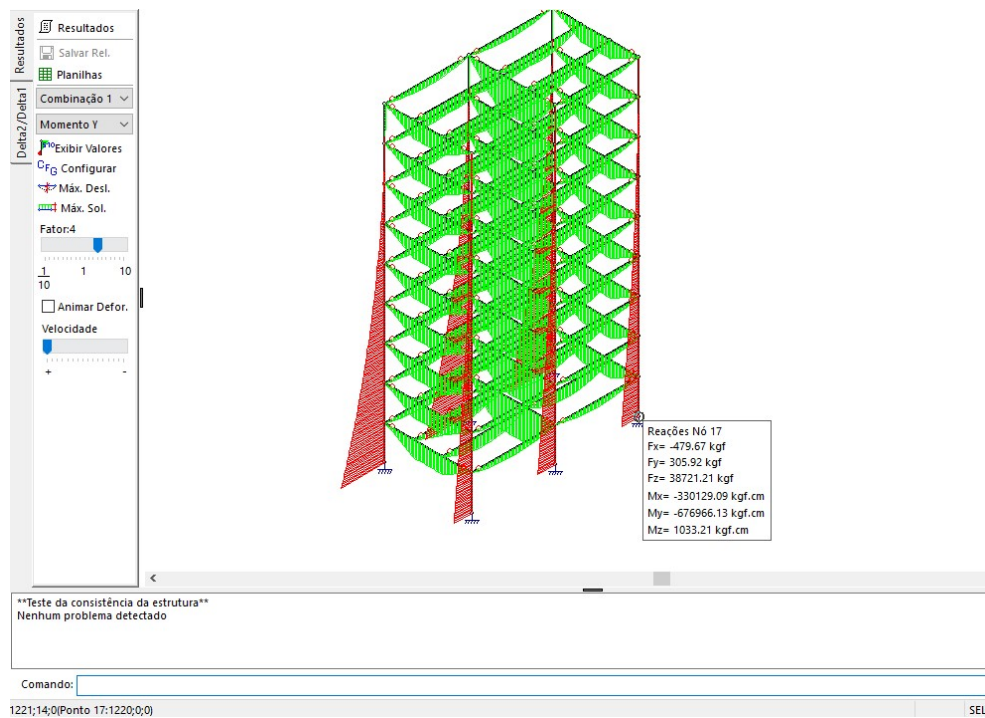 Resultados
Delta2/Delta1
Resultados
Salvar Rel.
Planilhas
Combinação 1
Momento Y
Exibir Valores
CFG Configurar
Máx. Desl.
Máx. Sol.
Fator:4
1 1 10
10
Animar Defor.
Velocidade
+ -
Reações Nó 17
Fx= -479.67 kgf
Fy= 305.92 kgf
Fz= 38721.21 kgf
Mx= -330129.09 kgf.cm
My= -676966.13 kgf.cm
Mz= 1033.21 kgf.cm
**Teste da consistência da estrutura**
Nenhum problema detectado
Comando:
1221;14;0(Ponto 17:1220;0;0)
SEL